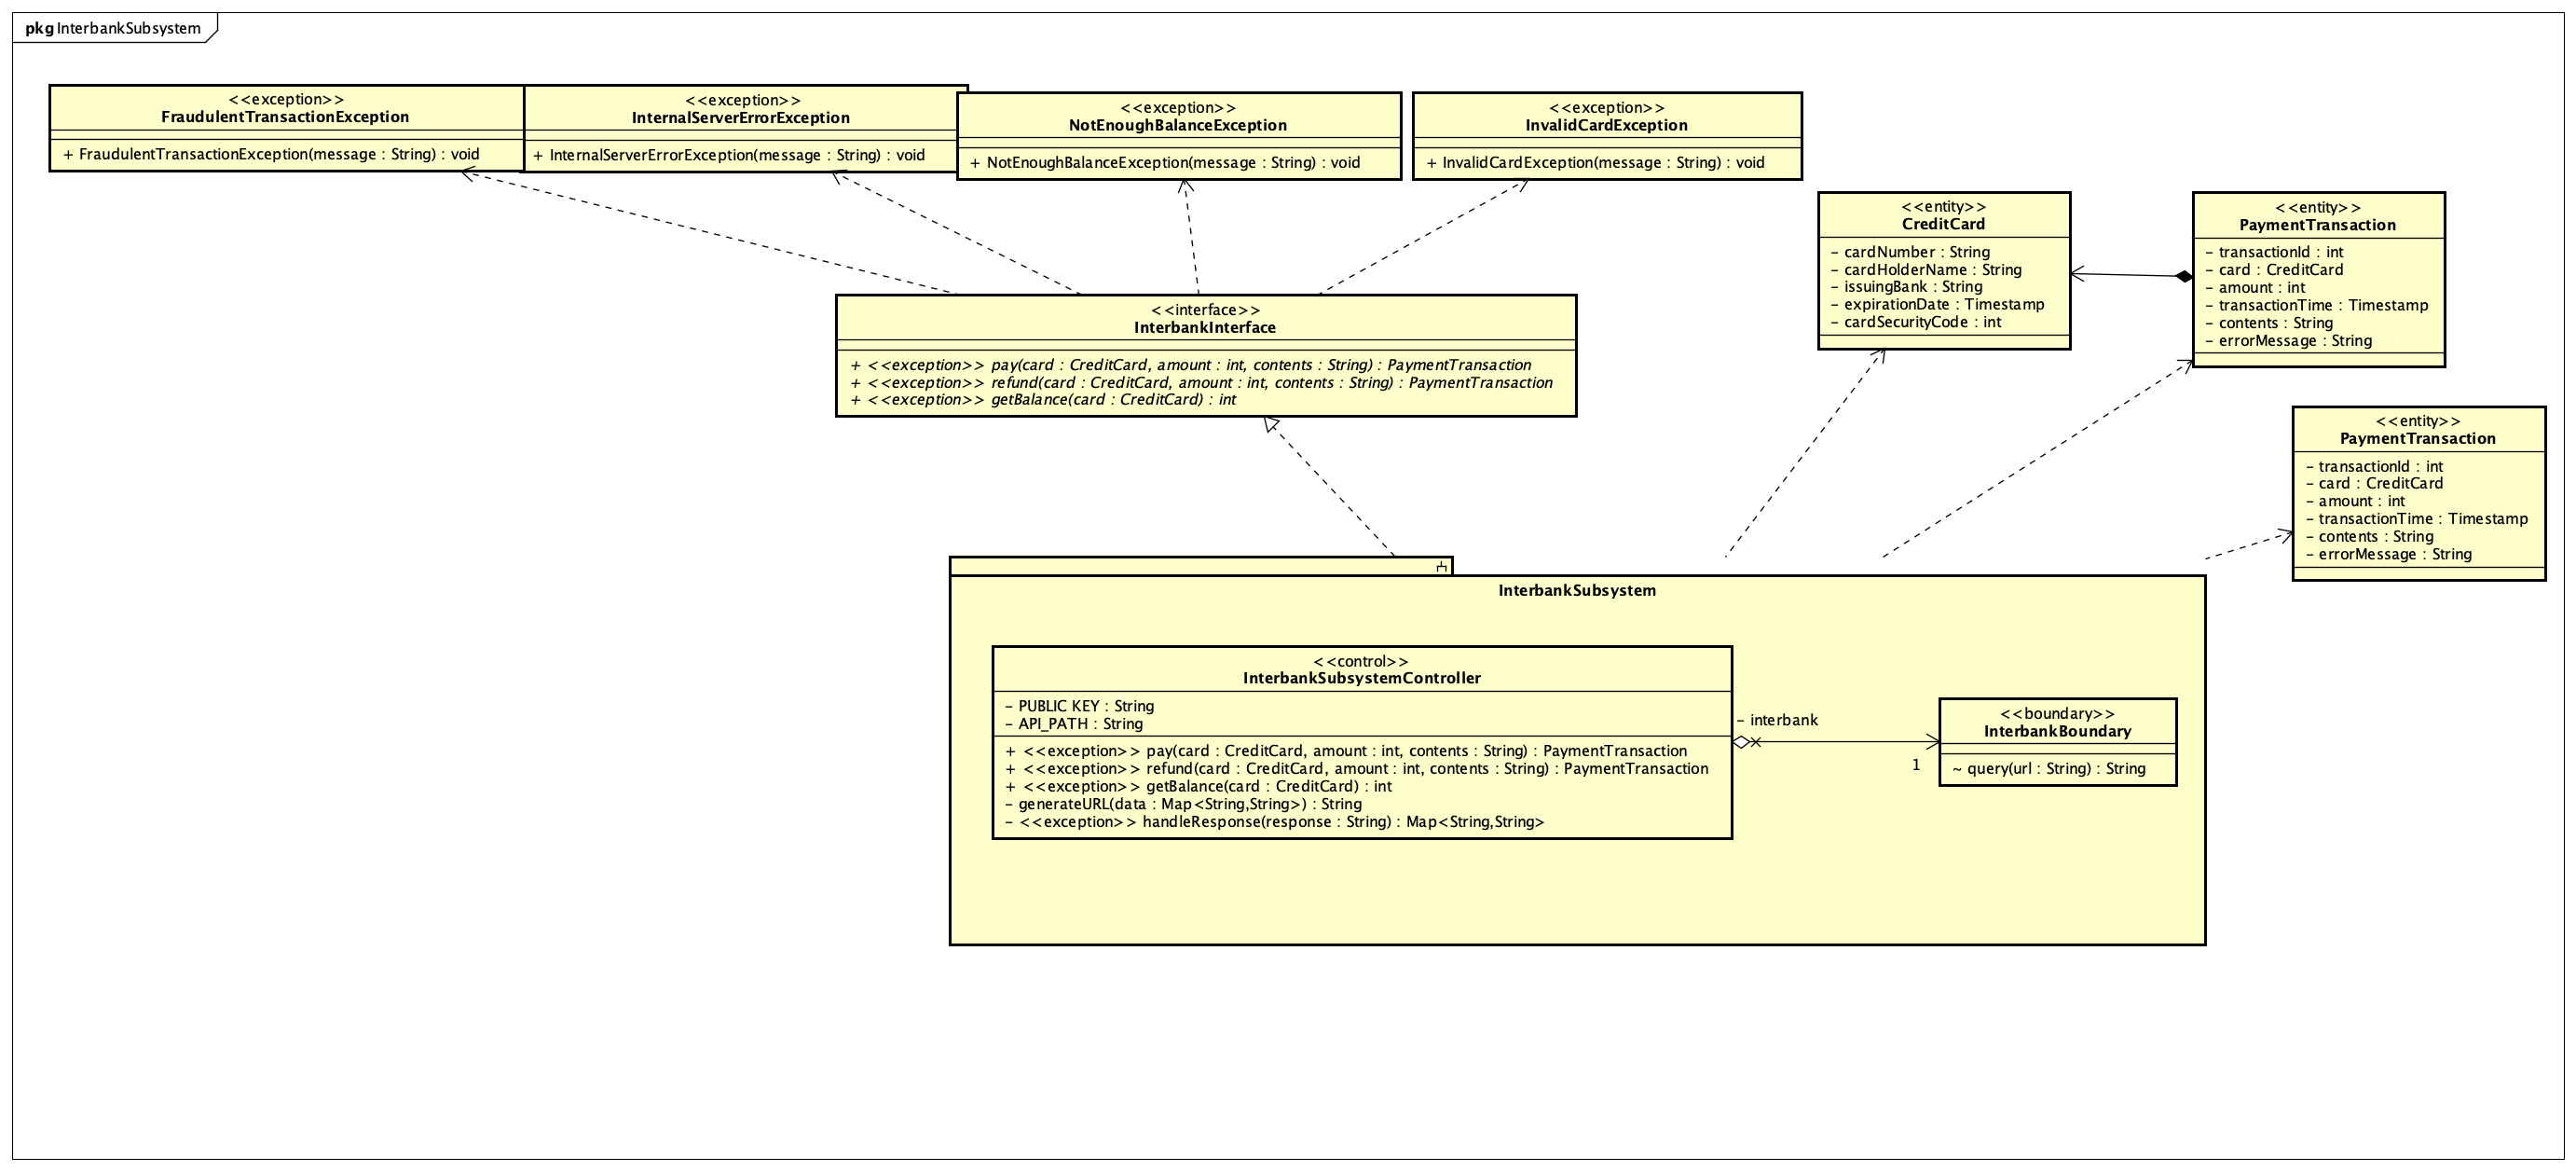 pkg InterbankSubsystem
<<exception>>
FraudulentTransactionException
+ FraudulentTransactionException(message : String) : void
<<exception>>
InternalServerErrorException
+ InternalServerErrorException(message : String) : void
<<exception>>
NotEnoughBalanceException
+ NotEnoughBalanceException(message : String) : void
<<exception>>
InvalidCardException
+ InvalidCardException(message : String) : void
<<entity>>
CreditCard
- cardNumber : String
- cardHolderName : String
- issuingBank : String
- expirationDate : Timestamp
- cardSecurityCode : int
<<entity>>
PaymentTransaction
- transactionId : int
- card : CreditCard
- amount : int
- transactionTime : Timestamp
- contents : String
- errorMessage : String
<<interface>>
InterbankInterface
+ <<exception>> pay(card : CreditCard, amount : int, contents : String) : PaymentTransaction
+ <<exception>> refund(card : CreditCard, amount : int, contents : String) : PaymentTransaction
+ <<exception>> getBalance(card : CreditCard) : int
<<entity>>
PaymentTransaction
- transactionId : int
- card : CreditCard
- amount : int
- transactionTime : Timestamp
- contents : String
- errorMessage : String
InterbankSubsystem
<<control>>
InterbankSubsystemController
- PUBLIC KEY : String
- API_PATH : String
+ <<exception>> pay(card : CreditCard, amount : int, contents : String) : PaymentTransaction
+ <<exception>> refund(card : CreditCard, amount : int, contents : String) : PaymentTransaction
+ <<exception>> getBalance(card : CreditCard) : int
- generateURL(data : Map<String,String>) : String
- <<exception>> handleResponse(response : String) : Map<String,String>
- interbank
1
<<boundary>>
InterbankBoundary
~ query(url : String) : String